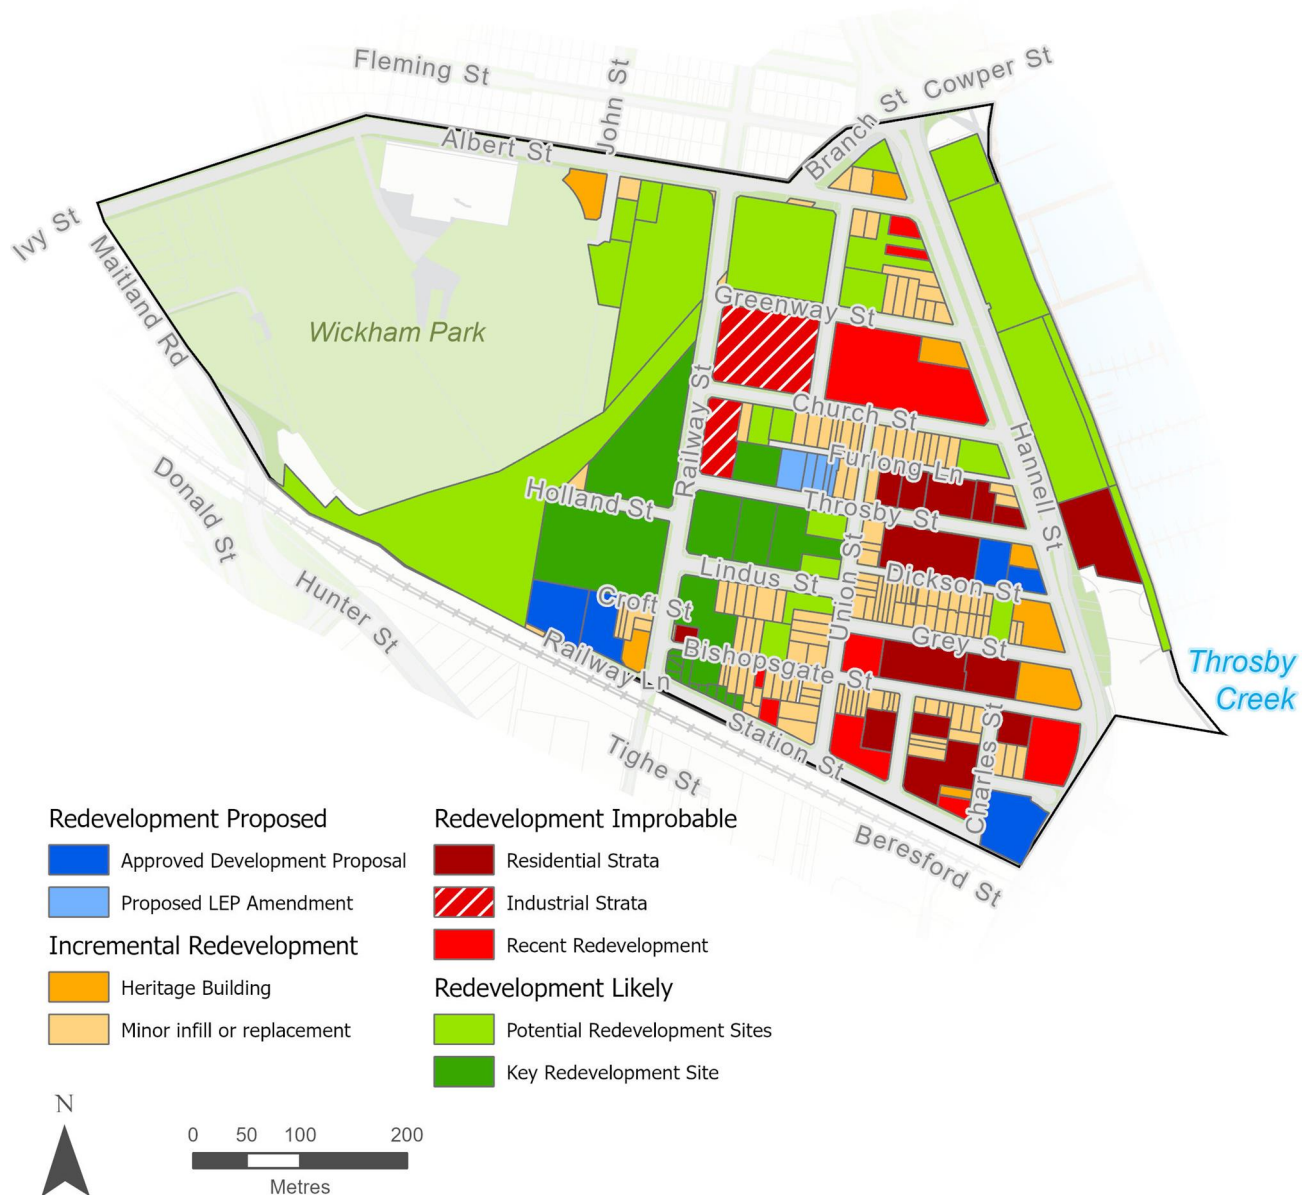 Fleming St
John St
Branch St
Cowper St
Albert St
Ivy St
Maitland Rd
Wickham Park
Greenway St
Railway St
Church St
Hannell St
Furlong Ln
Donald St
Holland St
Throsby St
Lindus St
Union St
Dickson St
Hunter St
Croft St
Grey St
Railway Ln
Bishopsgate St
Throsby
Creek
Station St
Charles St
Tighe St
Beresford St
Redevelopment Proposed
Approved Development Proposal
Proposed LEP Amendment
Incremental Redevelopment
Heritage Building
Minor infill or replacement
Redevelopment Improbable
Residential Strata
Industrial Strata
Recent Redevelopment
Redevelopment Likely
Potential Redevelopment Sites
Key Redevelopment Site
N
0 50 100 200
Metres